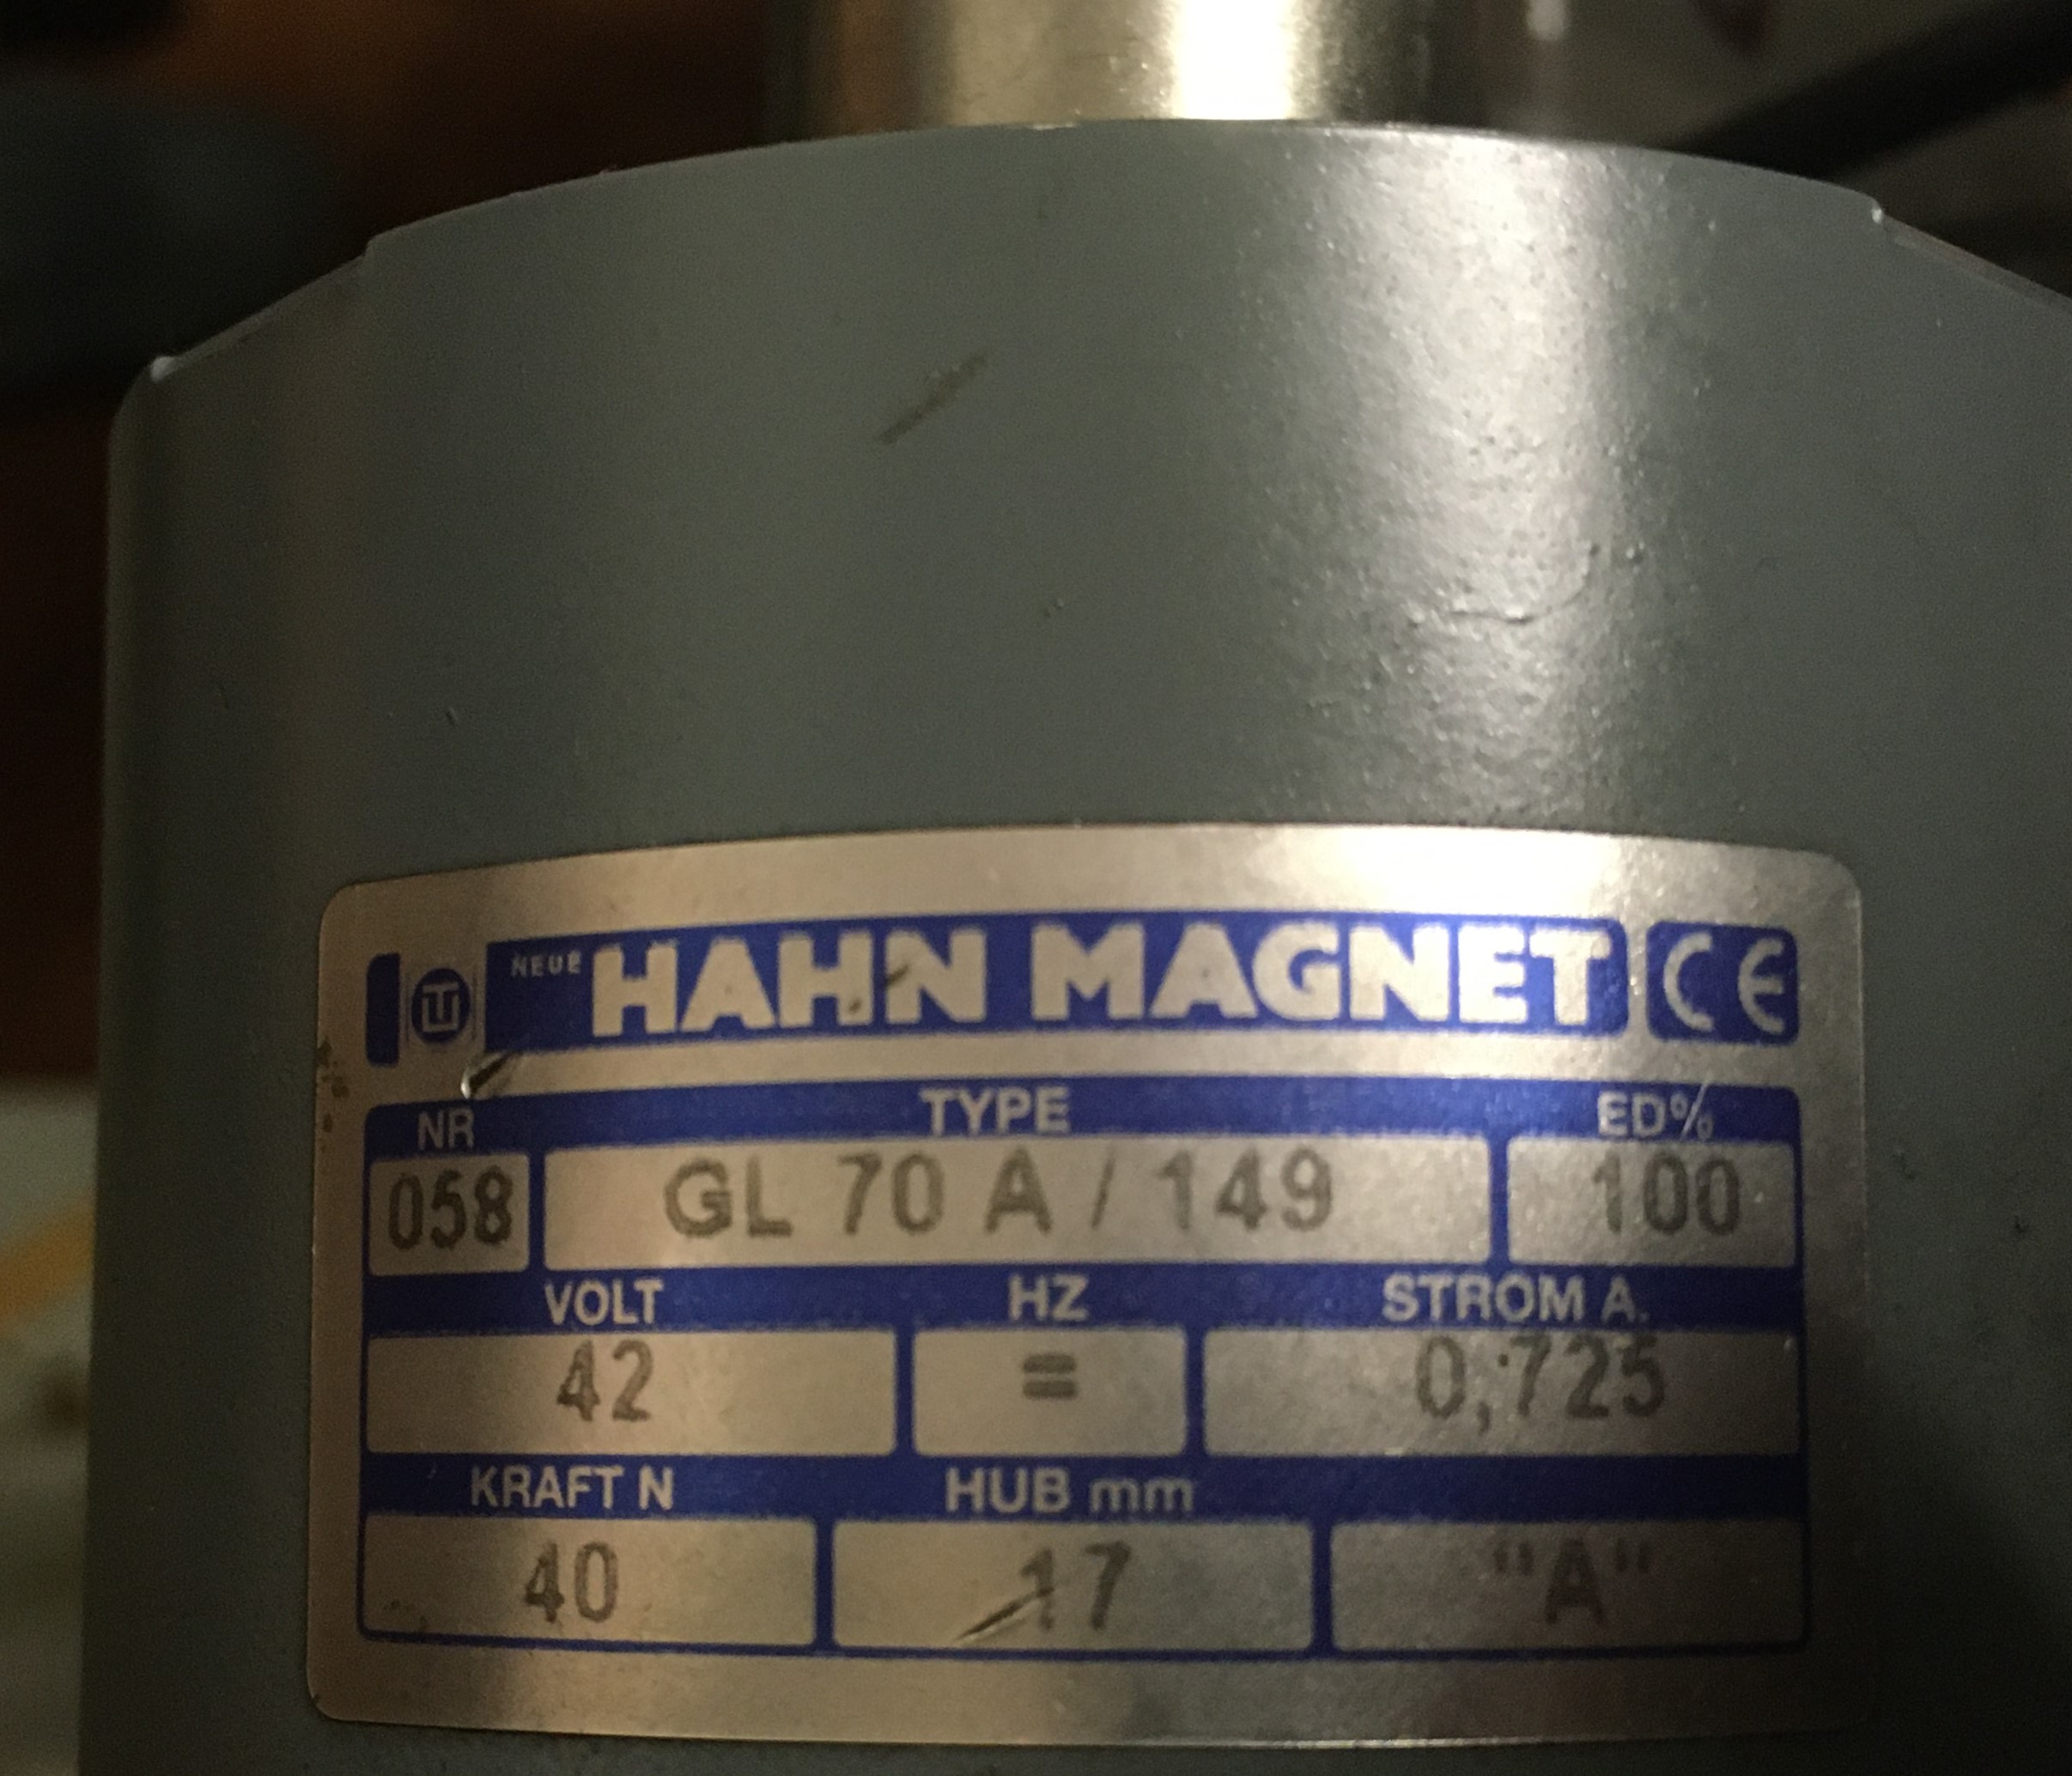 NEUE HAHN MAGNET CE
NR TYPE ED%
058 GL 70 A / 149 100
VOLT HZ STROM A.
42 = 0,725
KRAFT N HUB mm
40 17 "A"